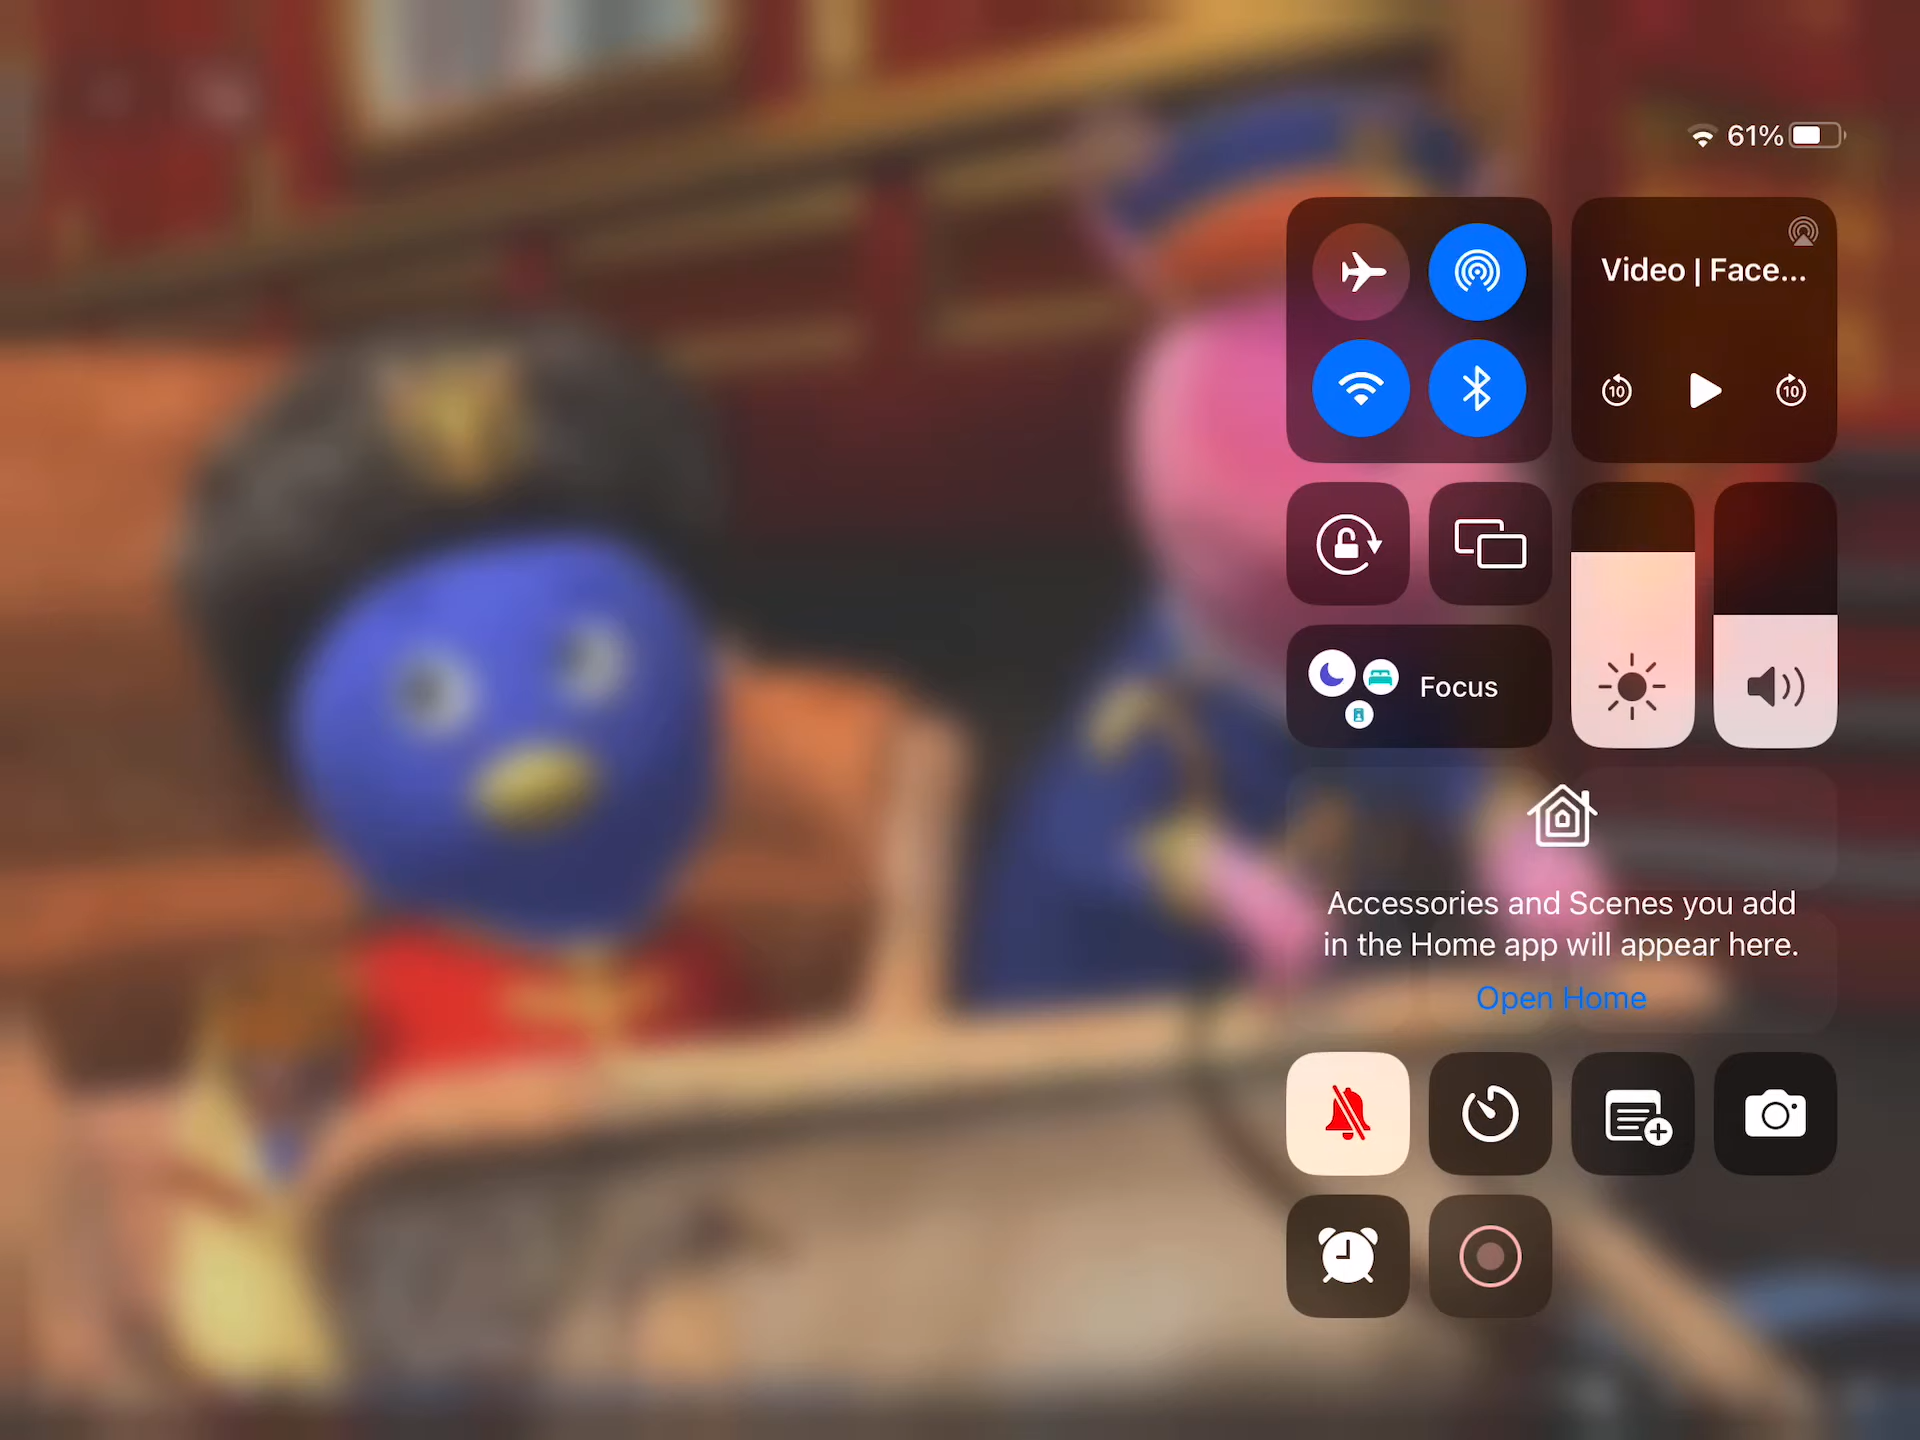 61%
Video | Face...
10
10
Focus
Accessories and Scenes you add
in the Home app will appear here.
Open Home